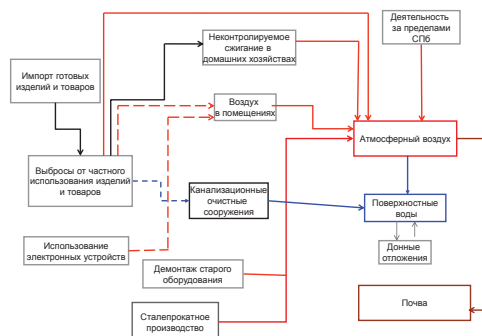 Неконтролируемое
сжигание в
домашних хозяйствах
Деятельность
за пределами
СПб
Импорт готовых
изделий и товаров
Воздух
в помещениях
Атмосферный воздух
Выбросы от частного
использования изделий
и товаров
Канализационные
очистные
сооружения
Поверхностные
воды
Использование
электронных устройств
Донные
отложения
Демонтаж старого
оборудования
Сталепрокатное
производство
Почва